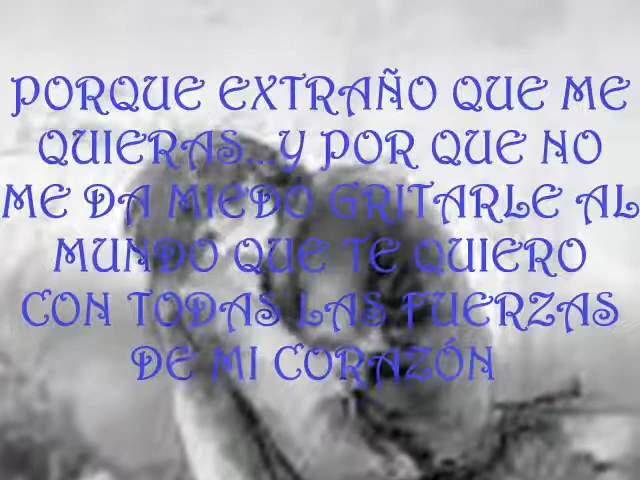 PORQUE EXTRAÑO QUE ME
QUIERAS...Y POR QUE NO
ME DA MIEDO GRITARLE AL
MUNDO QUE TE QUIERO
CON TODAS LAS FUERZAS
DE MI CORAZÓN